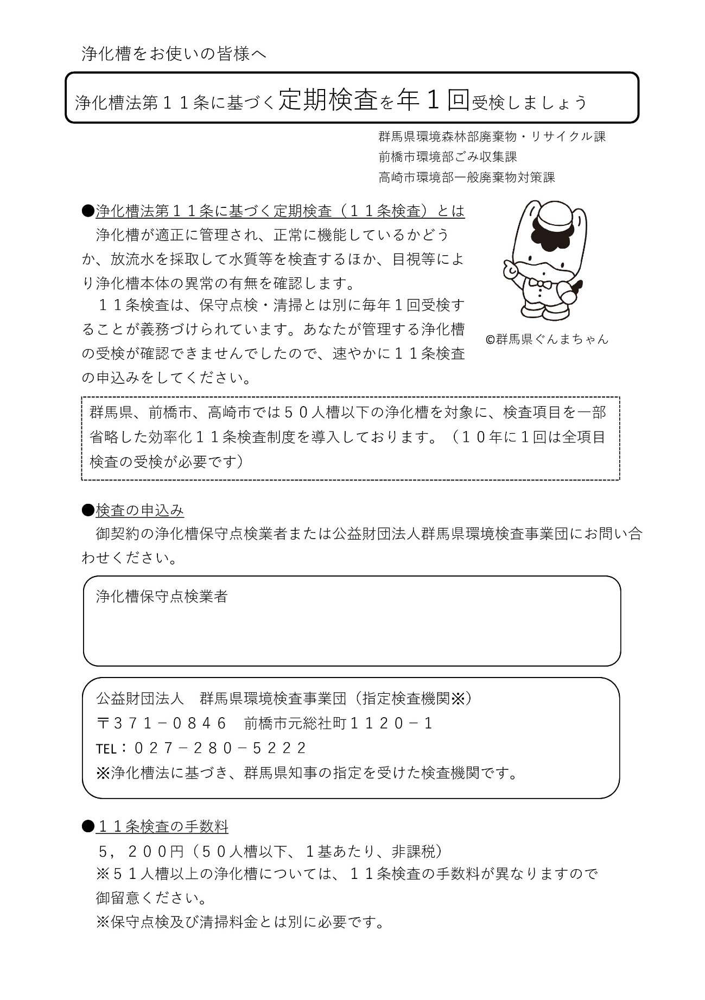 浄化槽をお使いの皆様へ
浄化槽法第１１条に基づく定期検査を年１回受検しましょう
群馬県環境森林部廃棄物・リサイクル課
前橋市環境部ごみ収集課
高崎市環境部一般廃棄物対策課
●浄化槽法第１１条に基づく定期検査（１１条検査）とは
　浄化槽が適正に管理され、正常に機能しているかどう
か、放流水を採取して水質等を検査するほか、目視等によ
り浄化槽本体の異常の有無を確認します。
　１１条検査は、保守点検・清掃とは別に毎年１回受検す
ることが義務づけられています。あなたが管理する浄化槽
の受検が確認できませんでしたので、速やかに１１条検査
の申込みをしてください。
©群馬県ぐんまちゃん
群馬県、前橋市、高崎市では５０人槽以下の浄化槽を対象に、検査項目を一部
省略した効率化１１条検査制度を導入しております。（１０年に１回は全項目
検査の受検が必要です）
●検査の申込み
　御契約の浄化槽保守点検業者または公益財団法人群馬県環境検査事業団にお問い合
わせください。
浄化槽保守点検業者
公益財団法人　群馬県環境検査事業団（指定検査機関※）
〒３７１－０８４６　前橋市元総社町１１２０－１
TEL：０２７－２８０－５２２２
※浄化槽法に基づき、群馬県知事の指定を受けた検査機関です。
●１１条検査の手数料
５，２００円（５０人槽以下、１基あたり、非課税）
※５１人槽以上の浄化槽については、１１条検査の手数料が異なりますので
御留意ください。
※保守点検及び清掃料金とは別に必要です。